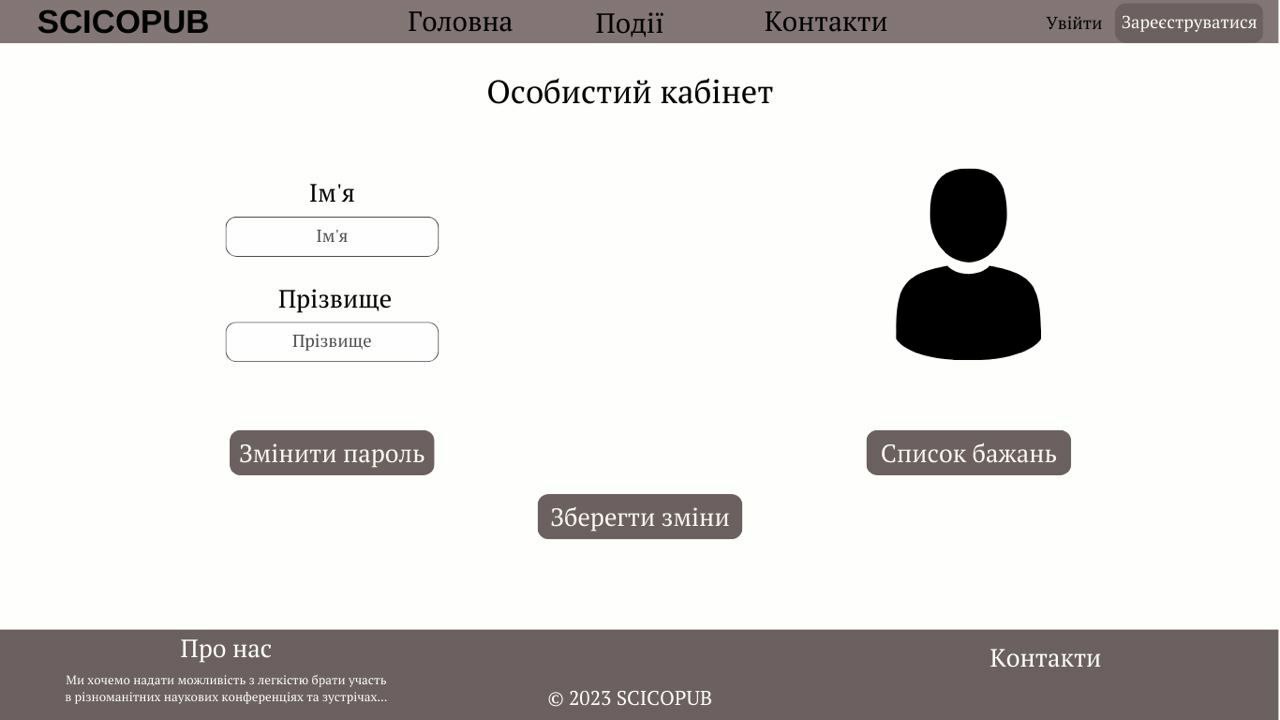 SCICOPUB
Головна
Події
Контакти
Увійти
Зареєструватися
Особистий кабінет
Ім'я
Ім'я
Прізвище
Прізвище
Змінити пароль
Список бажань
Зберегти зміни
Про нас
Ми хочемо надати можливість з легкістю брати участь
в різноманітних наукових конференціях та зустрічах...
Контакти
© 2023 SCICOPUB